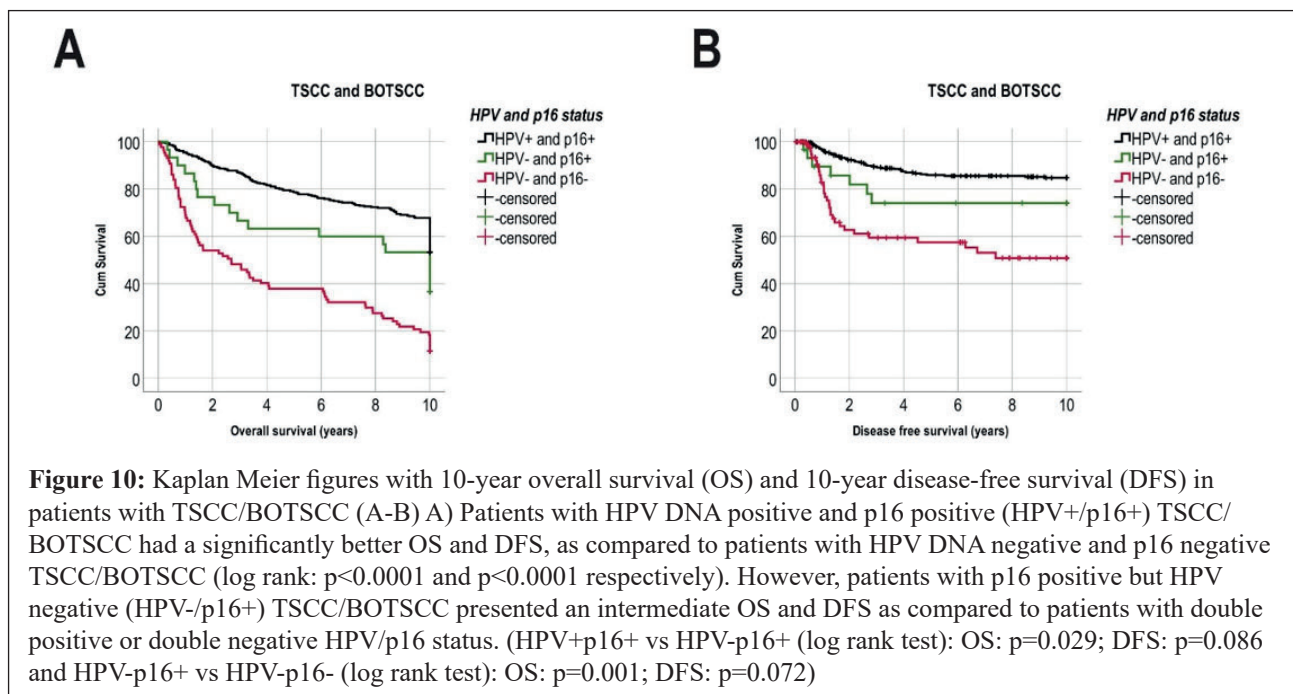 A
TSCC and BOTSCC
HPV and p16 status
HPV+ and p16+
HPV- and p16+
HPV- and p16-
-censored
-censored
-censored
100
80
60
40
20
0
Cum Survival
0 2 4 6 8 10
Overall survival (years)
B
TSCC and BOTSCC
HPV and p16 status
HPV+ and p16+
HPV- and p16+
HPV- and p16-
-censored
-censored
-censored
100
80
60
40
20
0
Cum Survival
0 2 4 6 8 10
Disease free survival (years)
Figure 10: Kaplan Meier figures with 10-year overall survival (OS) and 10-year disease-free survival (DFS) in
patients with TSCC/BOTSCC (A-B) A) Patients with HPV DNA positive and p16 positive (HPV+/p16+) TSCC/
BOTSCC had a significantly better OS and DFS, as compared to patients with HPV DNA negative and p16 negative
TSCC/BOTSCC (log rank: p<0.0001 and p<0.0001 respectively). However, patients with p16 positive but HPV
negative (HPV-/p16+) TSCC/BOTSCC presented an intermediate OS and DFS as compared to patients with double
positive or double negative HPV/p16 status. (HPV+p16+ vs HPV-p16+ (log rank test): OS: p=0.029; DFS: p=0.086
and HPV-p16+ vs HPV-p16- (log rank test): OS: p=0.001; DFS: p=0.072)